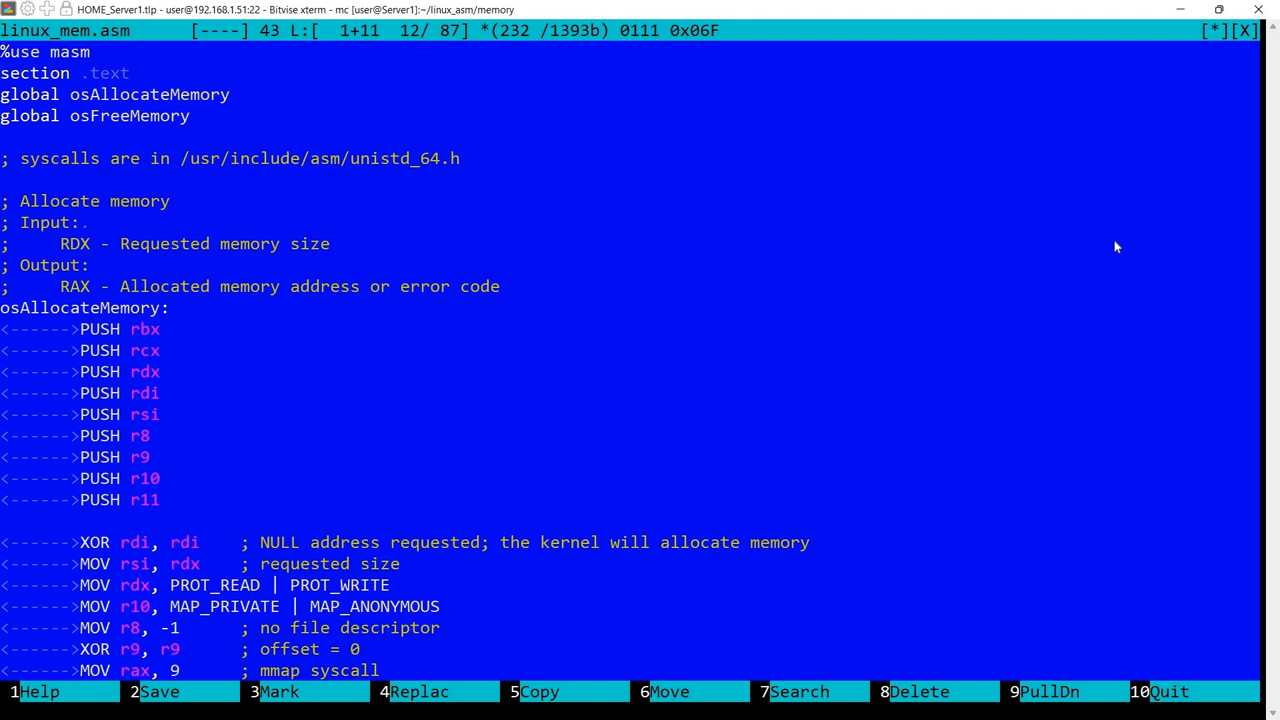 HOME_Server1.tlp - user@192.168.1.51:22 - Bitvise xterm - mc [user@Server1]:~/linux_asm/memory
linux_mem.asm      [----] 43 L:[  1+11  12/ 87] *(232 /1393b) 0111 0x06F      [*][X]
%use masm
section .text
global osAllocateMemory
global osFreeMemory

; syscalls are in /usr/include/asm/unistd_64.h

; Allocate memory
; Input:.
;     RDX - Requested memory size
; Output:
;     RAX - Allocated memory address or error code
osAllocateMemory:
<------>PUSH rbx
<------>PUSH rcx
<------>PUSH rdx
<------>PUSH rdi
<------>PUSH rsi
<------>PUSH r8
<------>PUSH r9
<------>PUSH r10
<------>PUSH r11

<------>XOR rdi, rdi    ; NULL address requested; the kernel will allocate memory
<------>MOV rsi, rdx    ; requested size
<------>MOV rdx, PROT_READ | PROT_WRITE
<------>MOV r10, MAP_PRIVATE | MAP_ANONYMOUS
<------>MOV r8, -1      ; no file descriptor
<------>XOR r9, r9      ; offset = 0
<------>MOV rax, 9      ; mmap syscall
1Help 2Save 3Mark 4Replac 5Copy 6Move 7Search 8Delete 9PullDn 10Quit